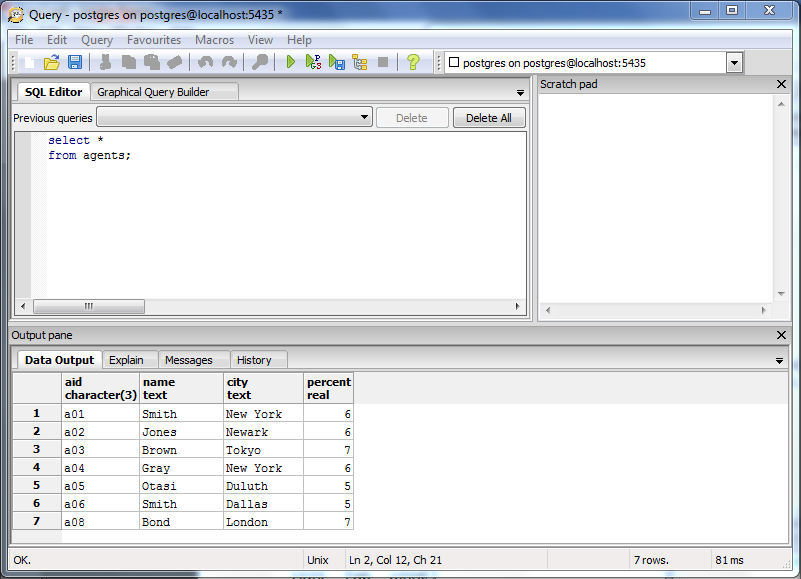 Query - postgres on postgres@localhost:5435 *
File Edit Query Favourites Macros View Help
postgres on postgres@localhost:5435
SQL Editor Graphical Query Builder
Scratch pad
Previous queries Delete Delete All
select *
from agents;
Output pane
Data Output Explain Messages History
aid name city percent
character(3) text text real
1 a01 Smith New York 6
2 a02 Jones Newark 6
3 a03 Brown Tokyo 7
4 a04 Gray New York 6
5 a05 Otasi Duluth 5
6 a06 Smith Dallas 5
7 a08 Bond London 7
OK. Unix Ln 2, Col 12, Ch 21 7 rows. 81 ms